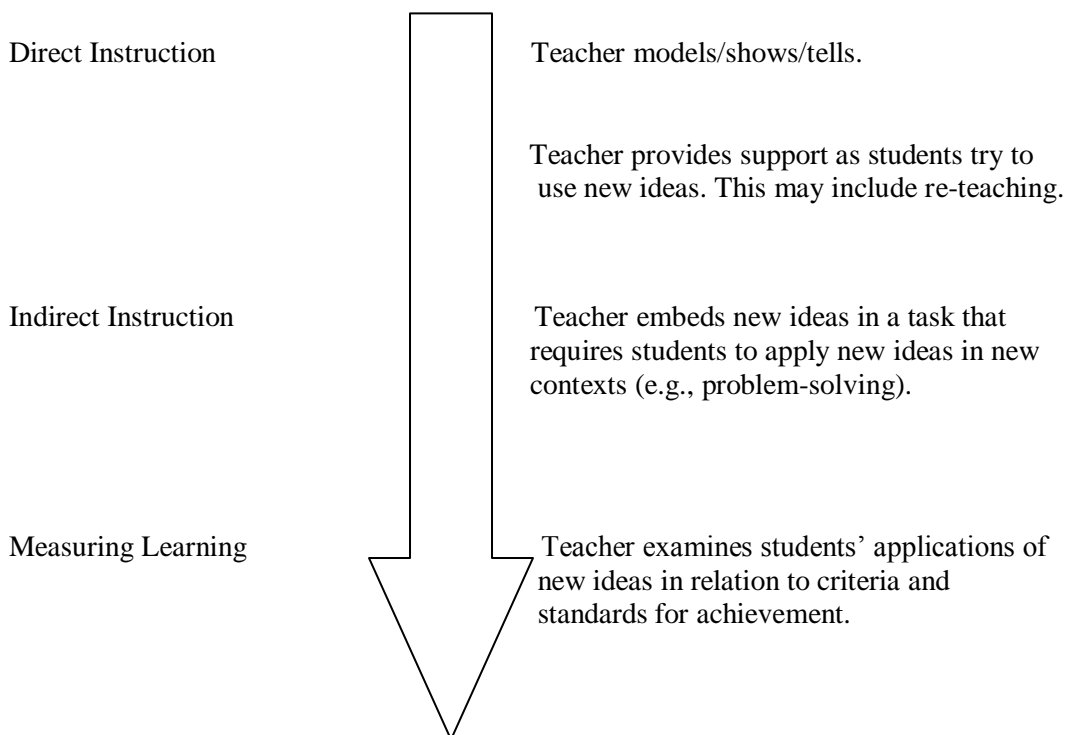 Direct Instruction
Teacher models/shows/tells.
Teacher provides support as students try to
use new ideas. This may include re-teaching.
Indirect Instruction
Teacher embeds new ideas in a task that
requires students to apply new ideas in new
contexts (e.g., problem-solving).
Measuring Learning
Teacher examines students’ applications of
new ideas in relation to criteria and
standards for achievement.